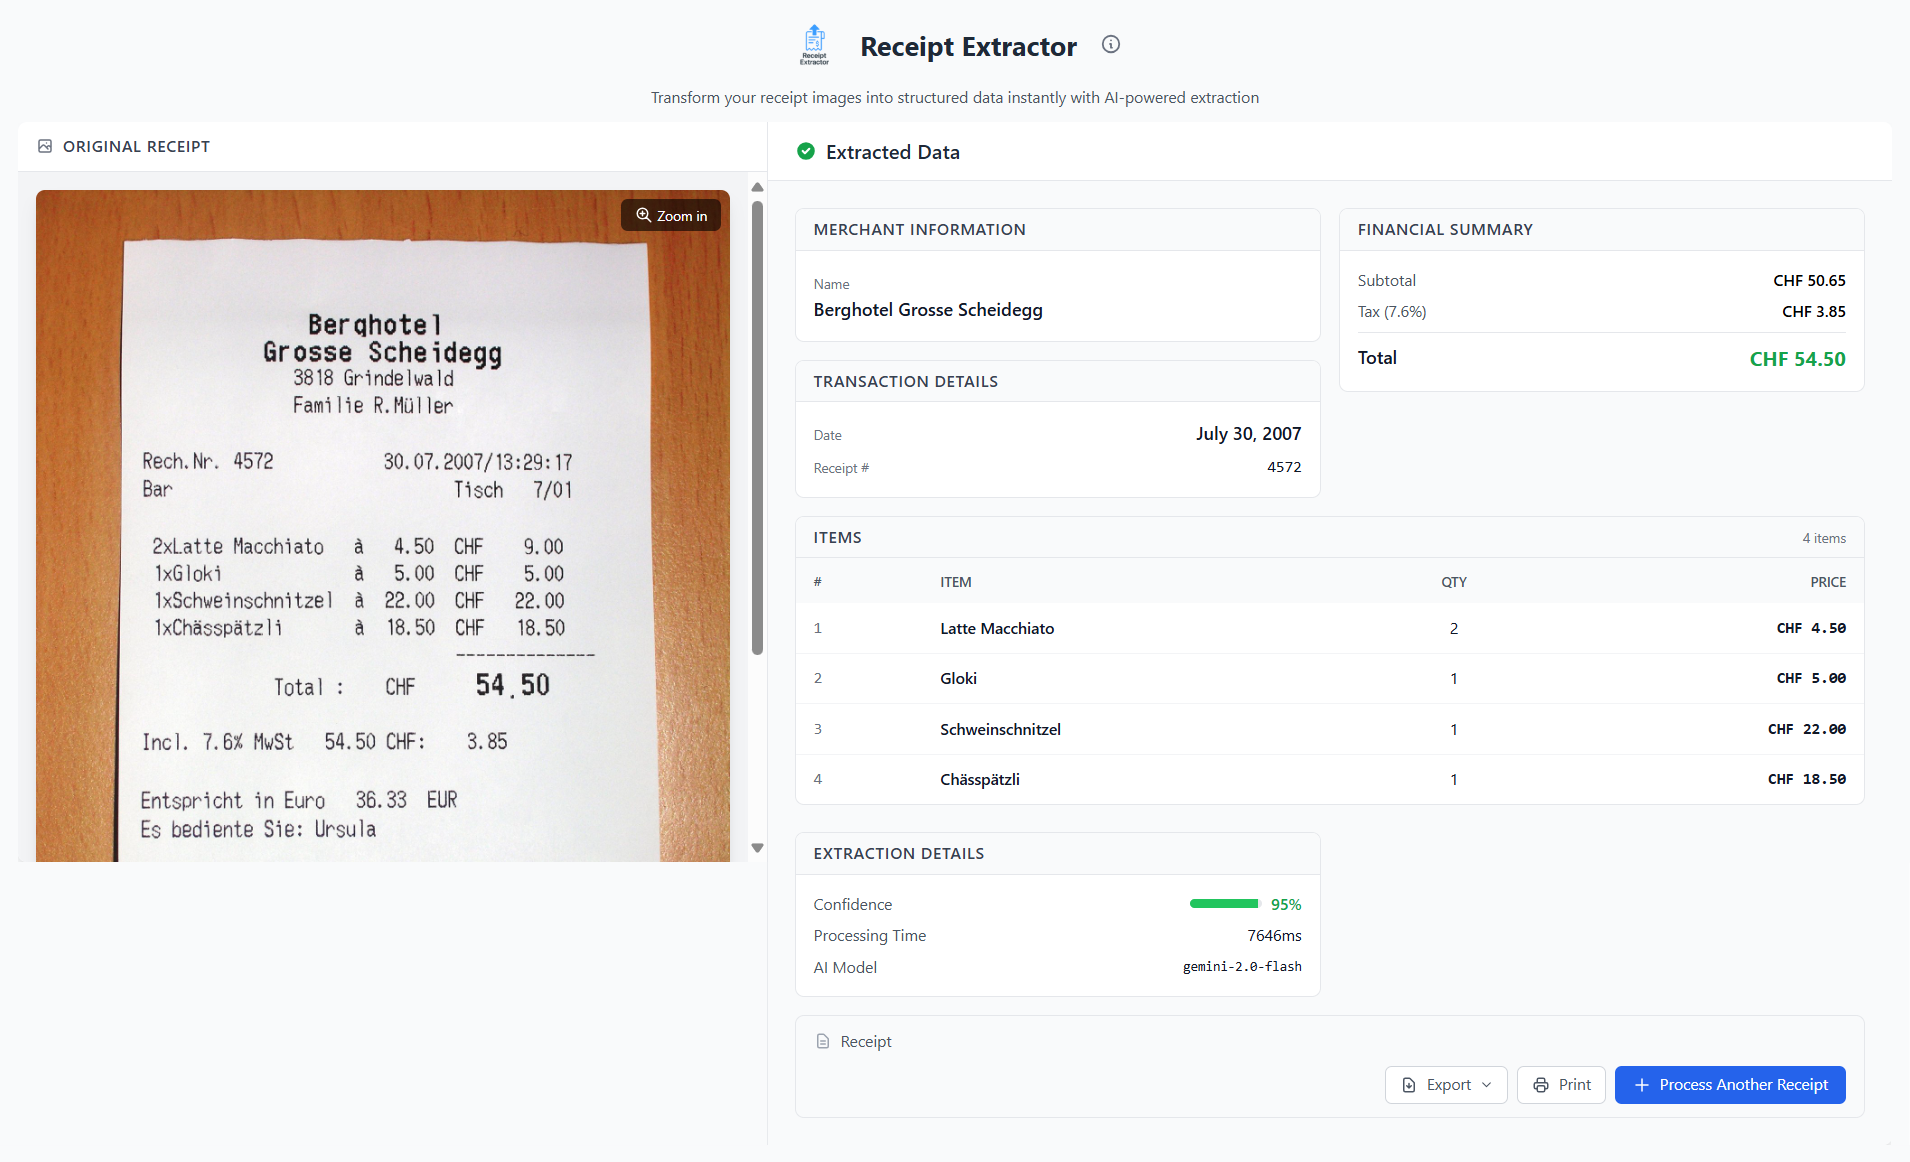 Receipt Extractor
Receipt Extractor
Transform your receipt images into structured data instantly with AI-powered extraction
ORIGINAL RECEIPT
Zoom in
Berghotel
Grosse Scheidegg
3818 Grindelwald
Familie R.Müller
Rech.Nr. 4572 30.07.2007/13:29:17
Bar Tisch 7/01
2xLatte Macchiato à 4.50 CHF 9.00
1xGloki à 5.00 CHF 5.00
1xSchweinschnitzel à 22.00 CHF 22.00
1xChässpätzli à 18.50 CHF 18.50
--------------
Total : CHF 54.50
Incl. 7.6% MwSt 54.50 CHF: 3.85
Entspricht in Euro 36.33 EUR
Es bediente Sie: Ursula
Extracted Data
MERCHANT INFORMATION
Name
Berghotel Grosse Scheidegg
TRANSACTION DETAILS
Date July 30, 2007
Receipt # 4572
FINANCIAL SUMMARY
Subtotal CHF 50.65
Tax (7.6%) CHF 3.85
Total CHF 54.50
ITEMS 4 items
# ITEM QTY PRICE
1 Latte Macchiato 2 CHF 4.50
2 Gloki 1 CHF 5.00
3 Schweinschnitzel 1 CHF 22.00
4 Chässpätzli 1 CHF 18.50
EXTRACTION DETAILS
Confidence 95%
Processing Time 7646ms
AI Model gemini-2.0-flash
Receipt
Export Print + Process Another Receipt